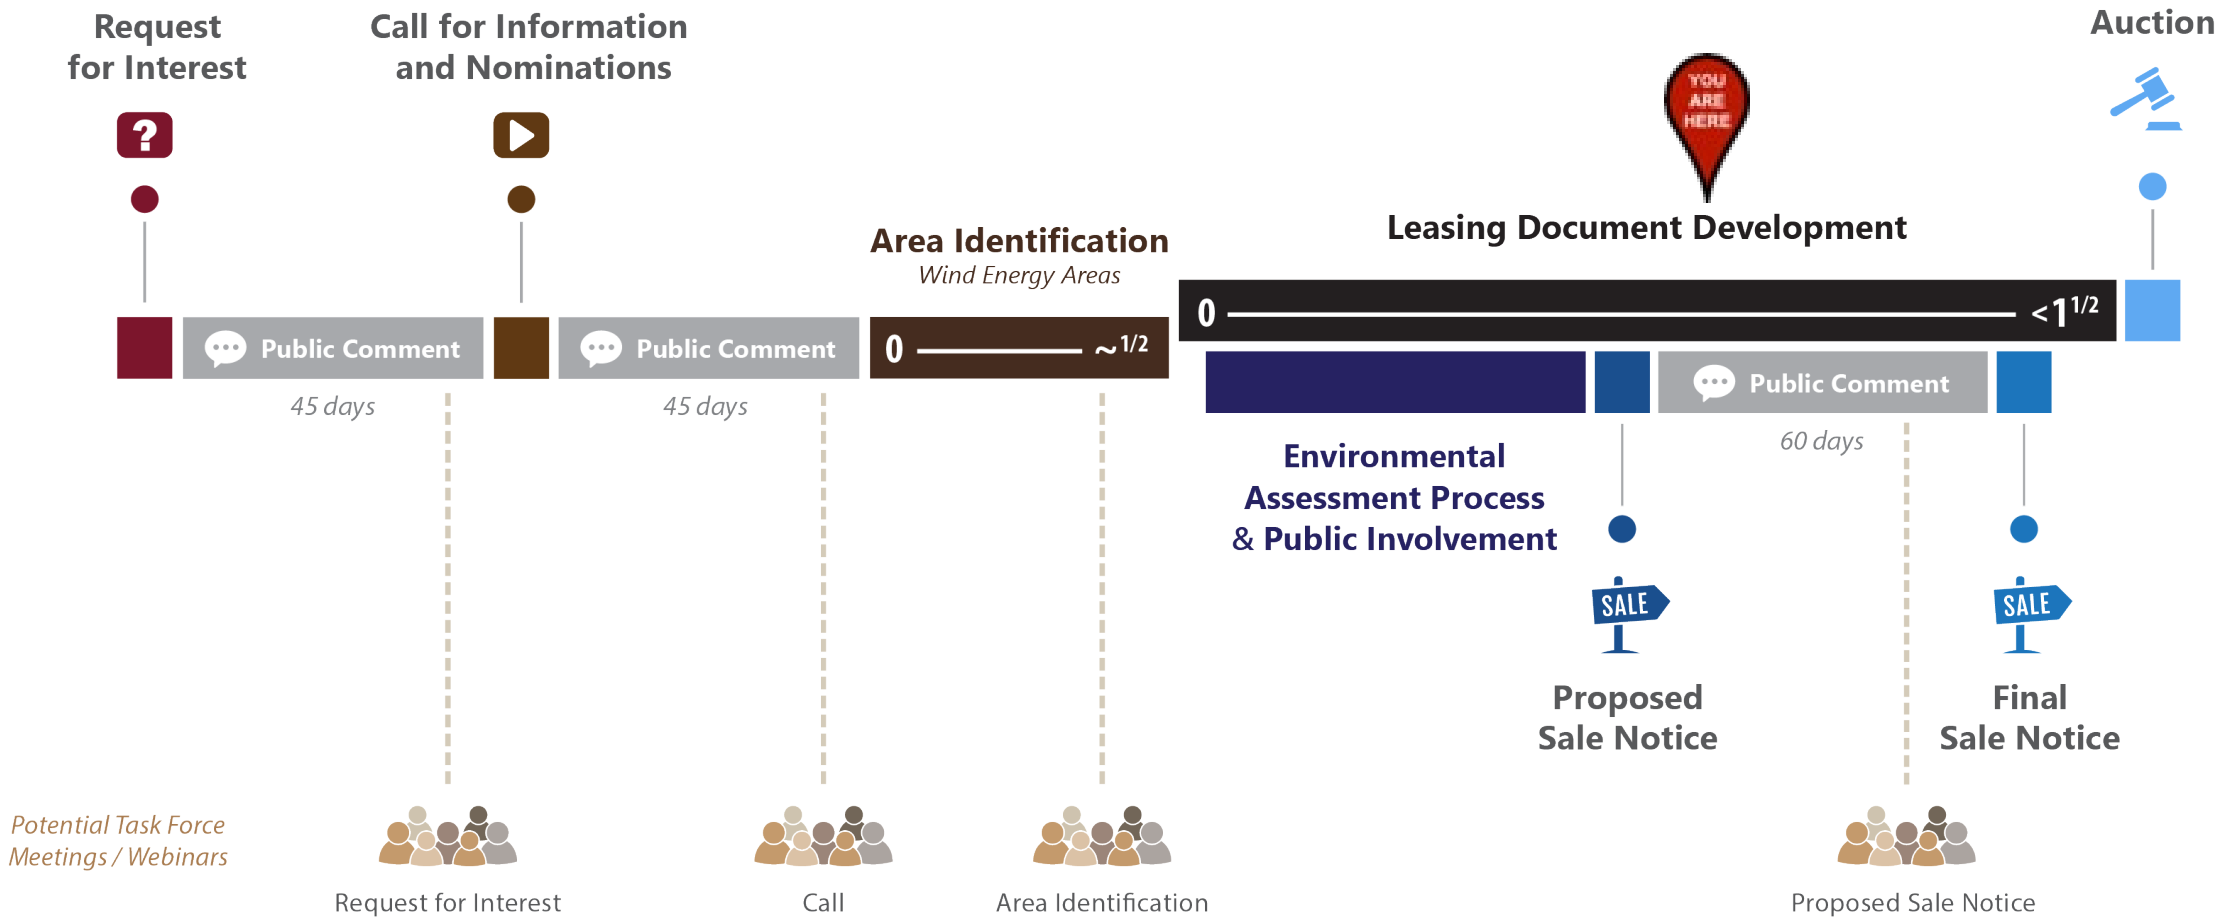 Request
for Interest
Call for Information
and Nominations
Auction
?
YOU
ARE
HERE
Leasing Document Development
Area Identification
Wind Energy Areas
0 <1 1/2
Public Comment
Public Comment
0 ~1/2
Public Comment
45 days
45 days
60 days
Environmental
Assessment Process
& Public Involvement
SALE
SALE
Proposed
Sale Notice
Final
Sale Notice
Potential Task Force
Meetings / Webinars
Request for Interest
Call
Area Identification
Proposed Sale Notice